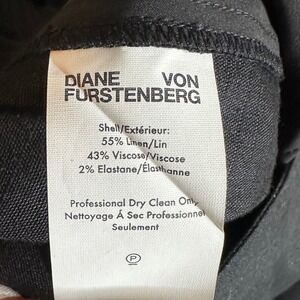 DIANE VON
FURSTENBERG
Shell/Extérieur:
55% Linen/Lin
43% Viscose/Viscose
2% Elastane/Élasthanne
Professional Dry Clean Only
Nettoyage Á Sec Professionnel
Seulement
P